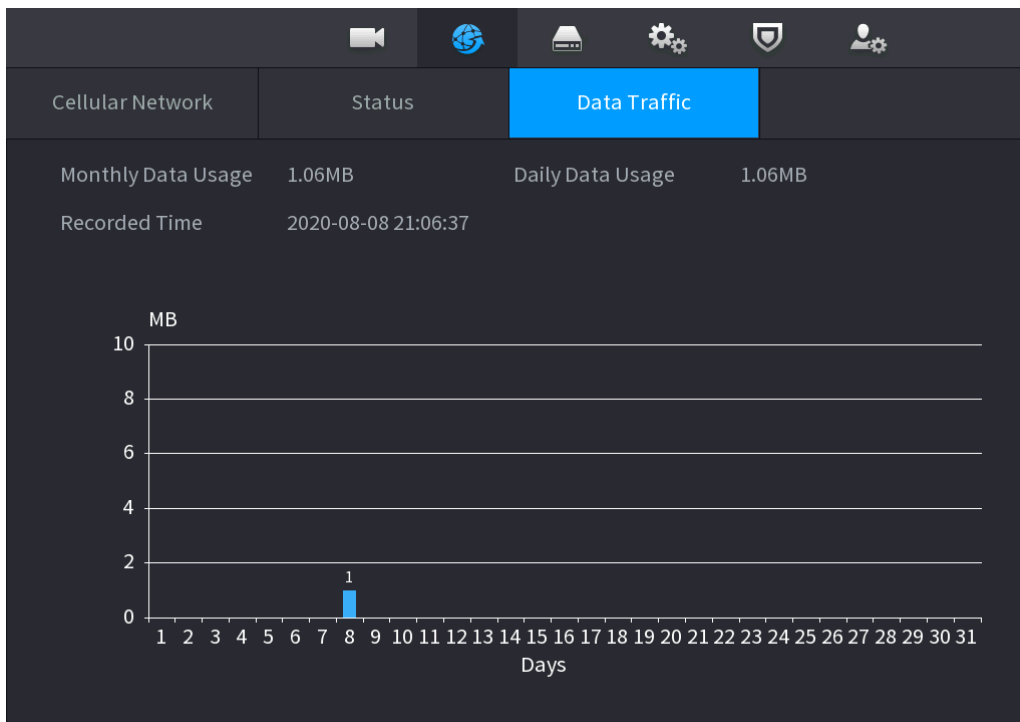 Cellular Network Status Data Traffic
Monthly Data Usage 1.06MB Daily Data Usage 1.06MB
Recorded Time 2020-08-08 21:06:37
MB
10
8
6
4
2
1
0
1 2 3 4 5 6 7 8 9 10 11 12 13 14 15 16 17 18 19 20 21 22 23 24 25 26 27 28 29 30 31
Days